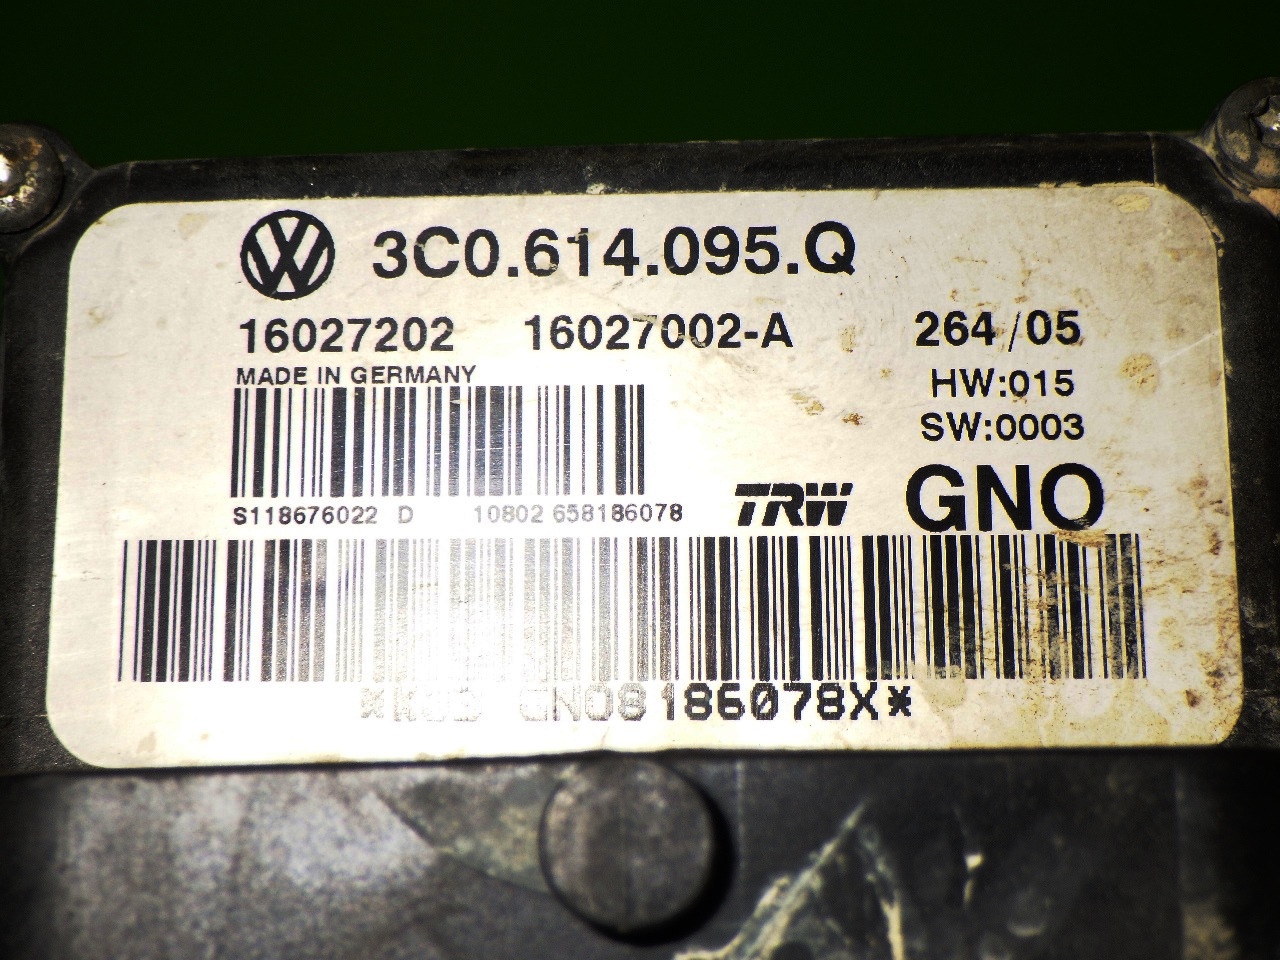 3C0.614.095.Q
16027202 16027002-A 264/05
MADE IN GERMANY HW:015
SW:0003
S118676022 D 10802 658186078 TRW GNO
GN08186078X*